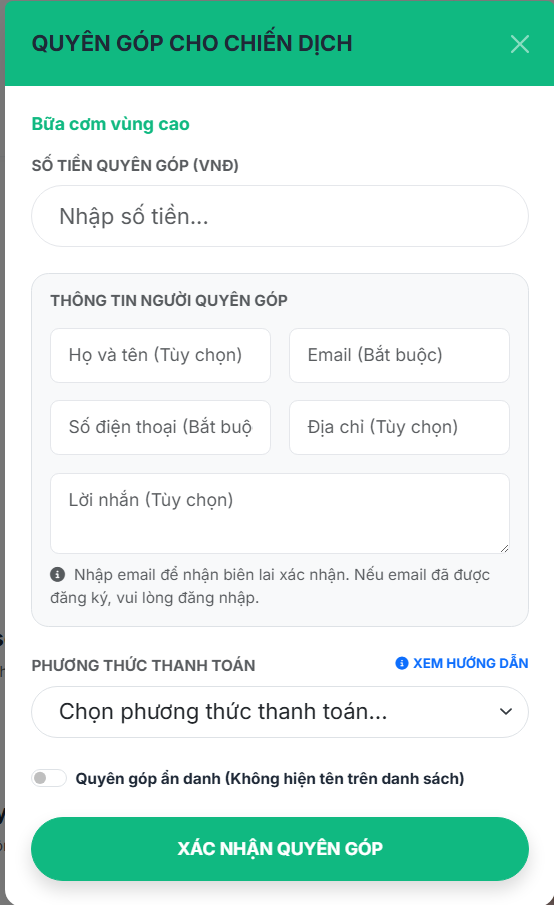 QUYÊN GÓP CHO CHIẾN DỊCH
Bữa cơm vùng cao
SỐ TIỀN QUYÊN GÓP (VNĐ)
Nhập số tiền...
THÔNG TIN NGƯỜI QUYÊN GÓP
Họ và tên (Tùy chọn)
Email (Bắt buộc)
Số điện thoại (Bắt buộ
Địa chỉ (Tùy chọn)
Lời nhắn (Tùy chọn)
Nhập email để nhận biên lai xác nhận. Nếu email đã được
đăng ký, vui lòng đăng nhập.
PHƯƠNG THỨC THANH TOÁN
XEM HƯỚNG DẪN
Chọn phương thức thanh toán...
Quyên góp ẩn danh (Không hiện tên trên danh sách)
XÁC NHẬN QUYÊN GÓP